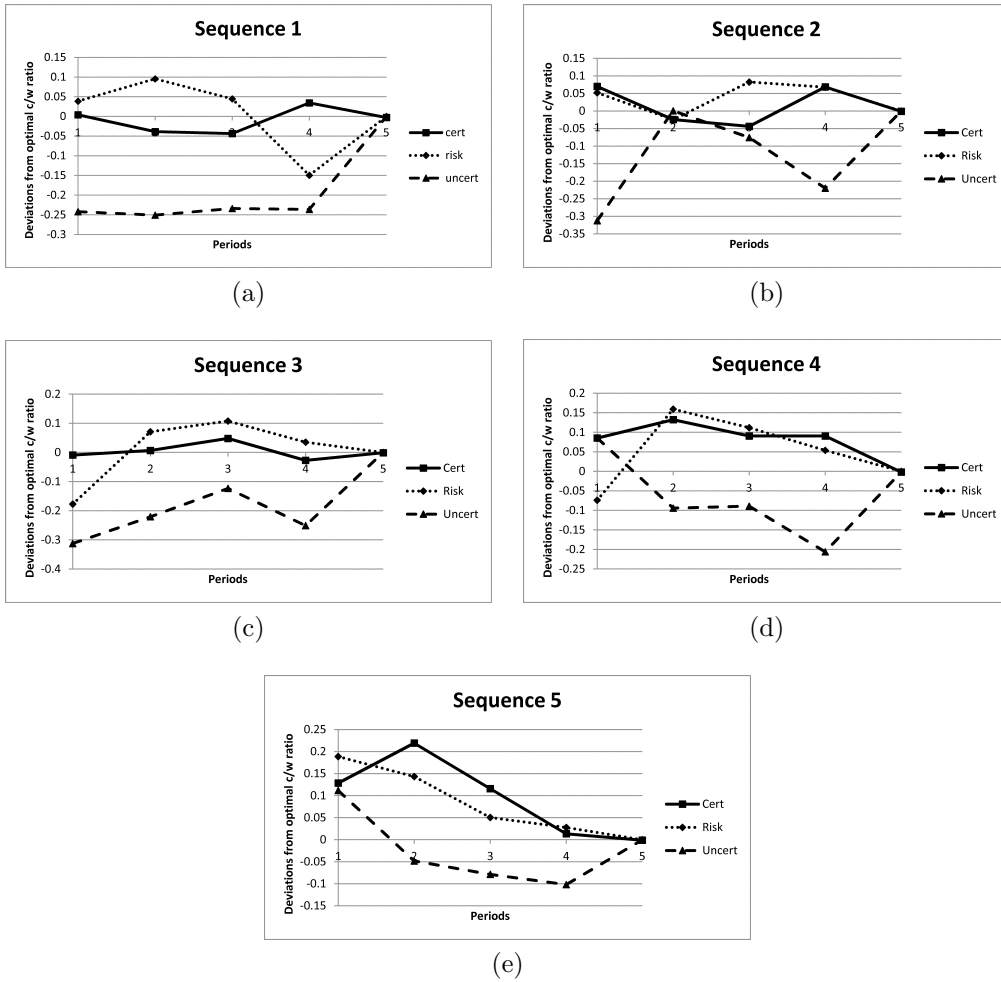 Sequence 1
Deviations from optimal c/w ratio
0.15
0.1
0.05
0
-0.05
-0.1
-0.15
-0.2
-0.25
-0.3
1 2 3 4 5
Periods
cert
risk
uncert
(a)
Sequence 2
Deviations from optimal c/w ratio
0.15
0.1
0.05
0
-0.05
-0.1
-0.15
-0.2
-0.25
-0.3
-0.35
1 2 3 4 5
Periods
Cert
Risk
Uncert
(b)
Sequence 3
Deviations from optimal c/w ratio
0.2
0.1
0
-0.1
-0.2
-0.3
-0.4
1 2 3 4 5
Periods
Cert
Risk
Uncert
(c)
Sequence 4
Deviations from optimal c/w ratio
0.2
0.15
0.1
0.05
0
-0.05
-0.1
-0.15
-0.2
-0.25
1 2 3 4 5
Periods
Cert
Risk
Uncert
(d)
Sequence 5
Deviations from optimal c/w ratio
0.25
0.2
0.15
0.1
0.05
0
-0.05
-0.1
-0.15
1 2 3 4 5
Periods
Cert
Risk
Uncert
(e)